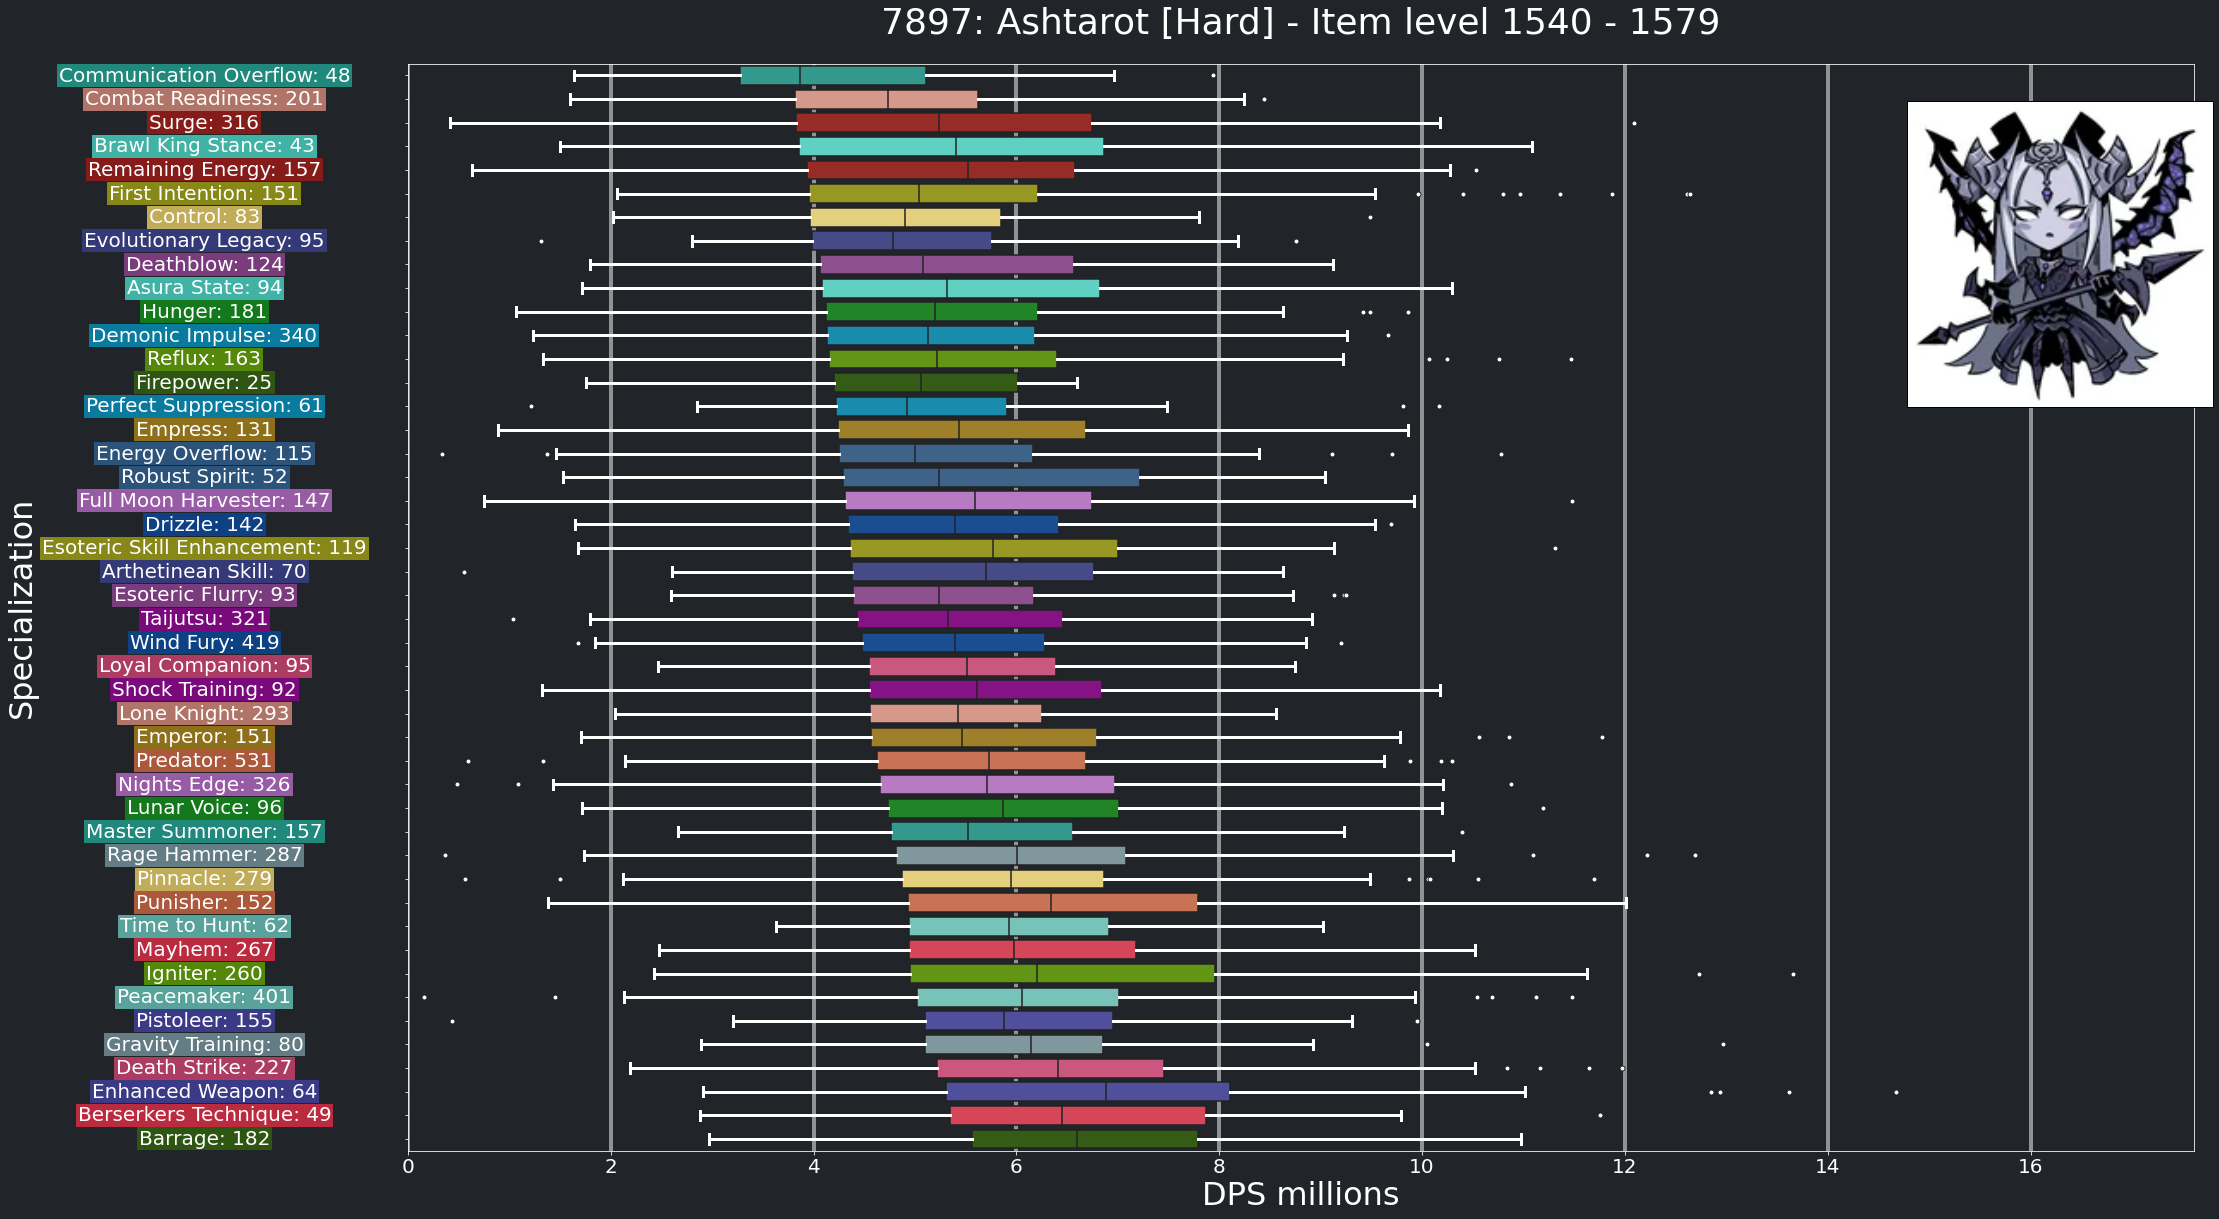 7897: Ashtarot [Hard] - Item level 1540 - 1579
Communication Overflow: 48
Combat Readiness: 201
Surge: 316
Brawl King Stance: 43
Remaining Energy: 157
First Intention: 151
Control: 83
Evolutionary Legacy: 95
Deathblow: 124
Asura State: 94
Hunger: 181
Demonic Impulse: 340
Reflux: 163
Firepower: 25
Perfect Suppression: 61
Empress: 131
Energy Overflow: 115
Robust Spirit: 52
Full Moon Harvester: 147
Drizzle: 142
Esoteric Skill Enhancement: 119
Arthetinean Skill: 70
Esoteric Flurry: 93
Taijutsu: 321
Wind Fury: 419
Loyal Companion: 95
Shock Training: 92
Lone Knight: 293
Emperor: 151
Predator: 531
Nights Edge: 326
Lunar Voice: 96
Master Summoner: 157
Rage Hammer: 287
Pinnacle: 279
Punisher: 152
Time to Hunt: 62
Mayhem: 267
Igniter: 260
Peacemaker: 401
Pistoleer: 155
Gravity Training: 80
Death Strike: 227
Enhanced Weapon: 64
Berserkers Technique: 49
Barrage: 182
Specialization
0 2 4 6 8 10 12 14 16
DPS millions